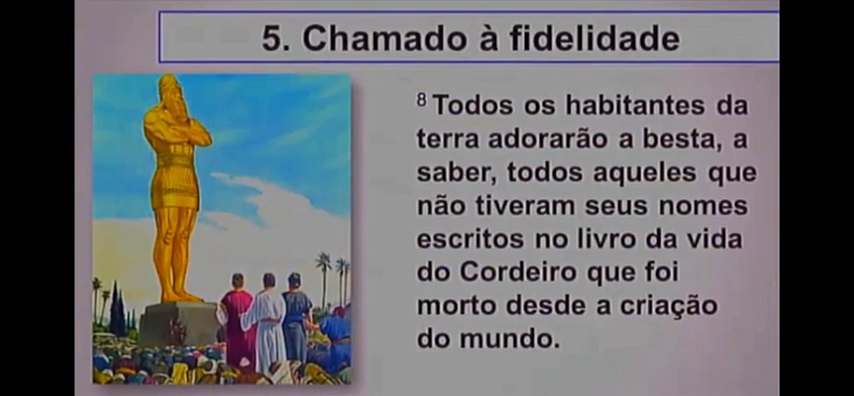 5. Chamado à fidelidade
8 Todos os habitantes da
terra adorarão a besta, a
saber, todos aqueles que
não tiveram seus nomes
escritos no livro da vida
do Cordeiro que foi
morto desde a criação
do mundo.